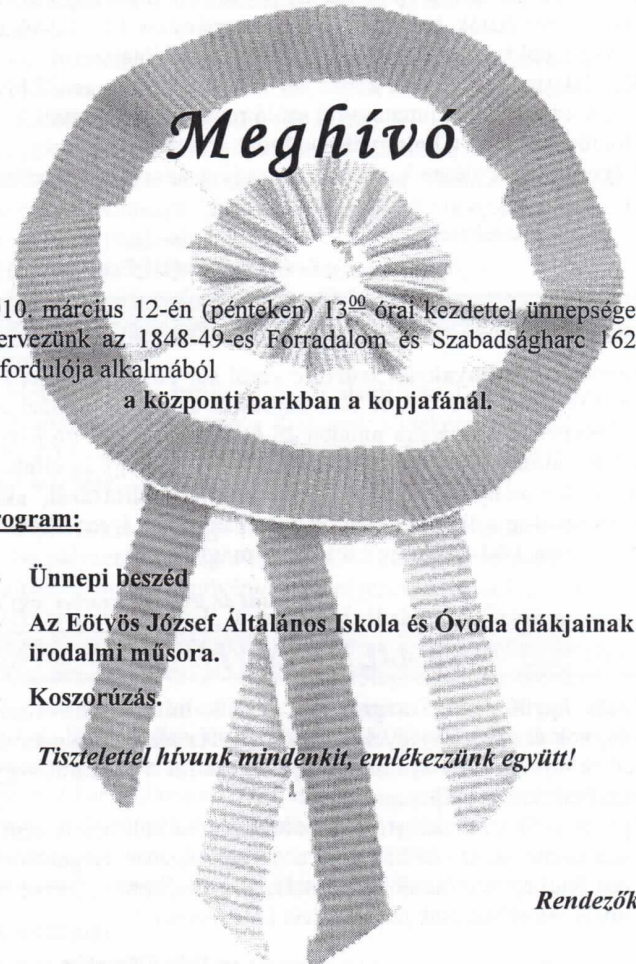 Meghívó
10. március 12-én (pénteken) 13⁰⁰ órai kezdettel ünnepsége
ervezünk az 1848-49-es Forradalom és Szabadságharc 162
fordulója alkalmából
a központi parkban a kopjafánál.
rogram:
Ünnepi beszéd
Az Eötvös József Általános Iskola és Óvoda diákjainak
irodalmi műsora.
Koszorúzás.
Tisztelettel hívunk mindenkit, emlékezzünk együtt!
Rendezők